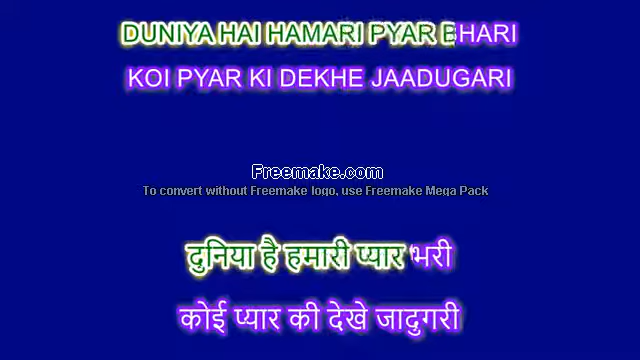 DUNIYA HAI HAMARI PYAR BHARI
KOI PYAR KI DEKHE JAADUGARI
Freemake.com
To convert without Freemake logo, use Freemake Mega Pack
दुनिया है हमारी प्यार भरी
कोई प्यार की देखे जादुगरी